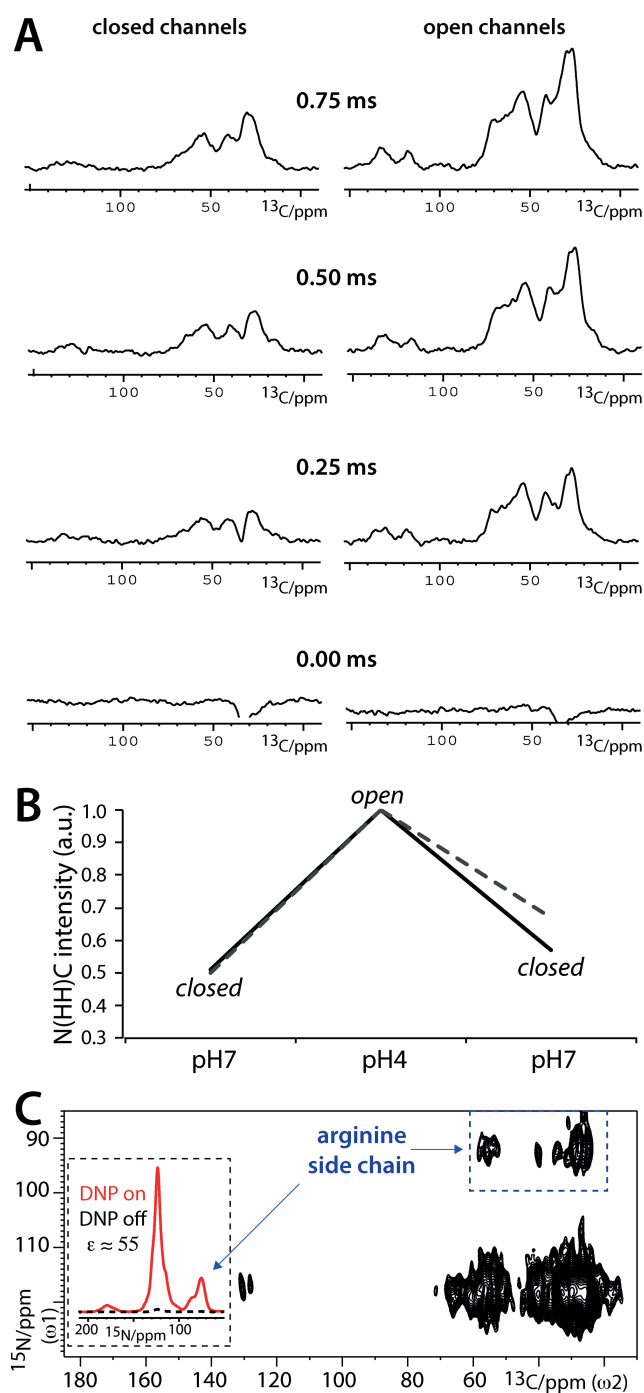 A
closed channels open channels
0.75 ms
100 50 13C/ppm 100 50 13C/ppm
0.50 ms
100 50 13C/ppm 100 50 13C/ppm
0.25 ms
100 50 13C/ppm 100 50 13C/ppm
0.00 ms
100 50 13C/ppm 100 50 13C/ppm
B
N(HH)C intensity (a.u.)
1.0
0.9
0.8
0.7
0.6
0.5
0.4
0.3
open
closed
closed
pH7 pH4 pH7
C
90
100
110
15N/ppm
(ω1)
arginine
side chain
DNP on
DNP off
ε ≈ 55
200 15N/ppm 100
180 160 140 120 100 80 60 40 13C/ppm (ω2)